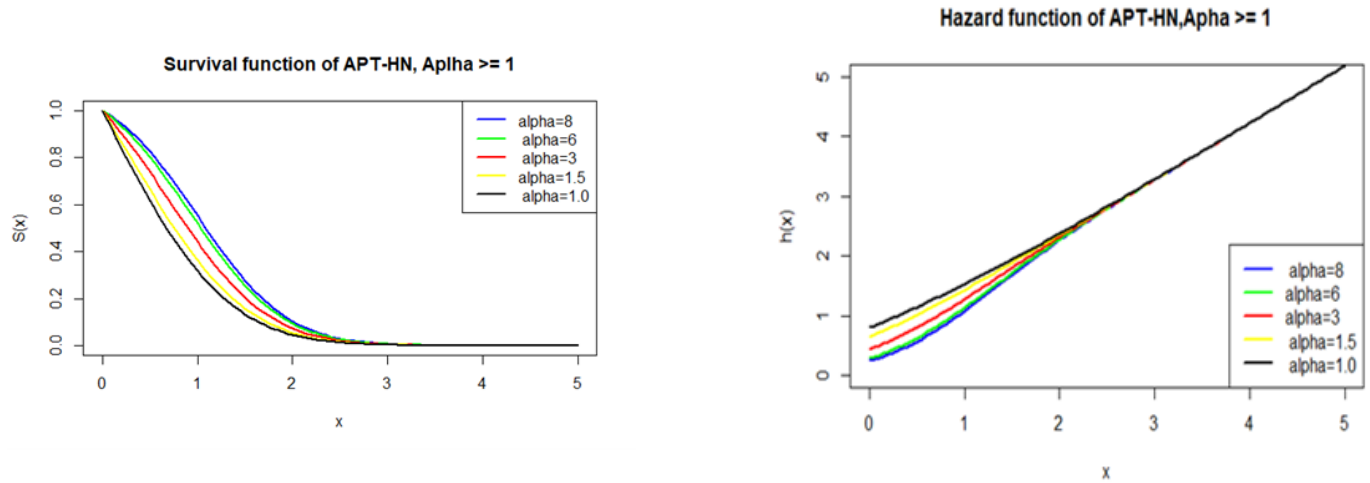 Survival function of APT-HN, Aplha >= 1
S(x)
1.0
0.8
0.6
0.4
0.2
0.0
alpha=8
alpha=6
alpha=3
alpha=1.5
alpha=1.0
0 1 2 3 4 5
x
Hazard function of APT-HN,Apha >= 1
h(x)
5
4
3
2
1
0
alpha=8
alpha=6
alpha=3
alpha=1.5
alpha=1.0
0 1 2 3 4 5
x